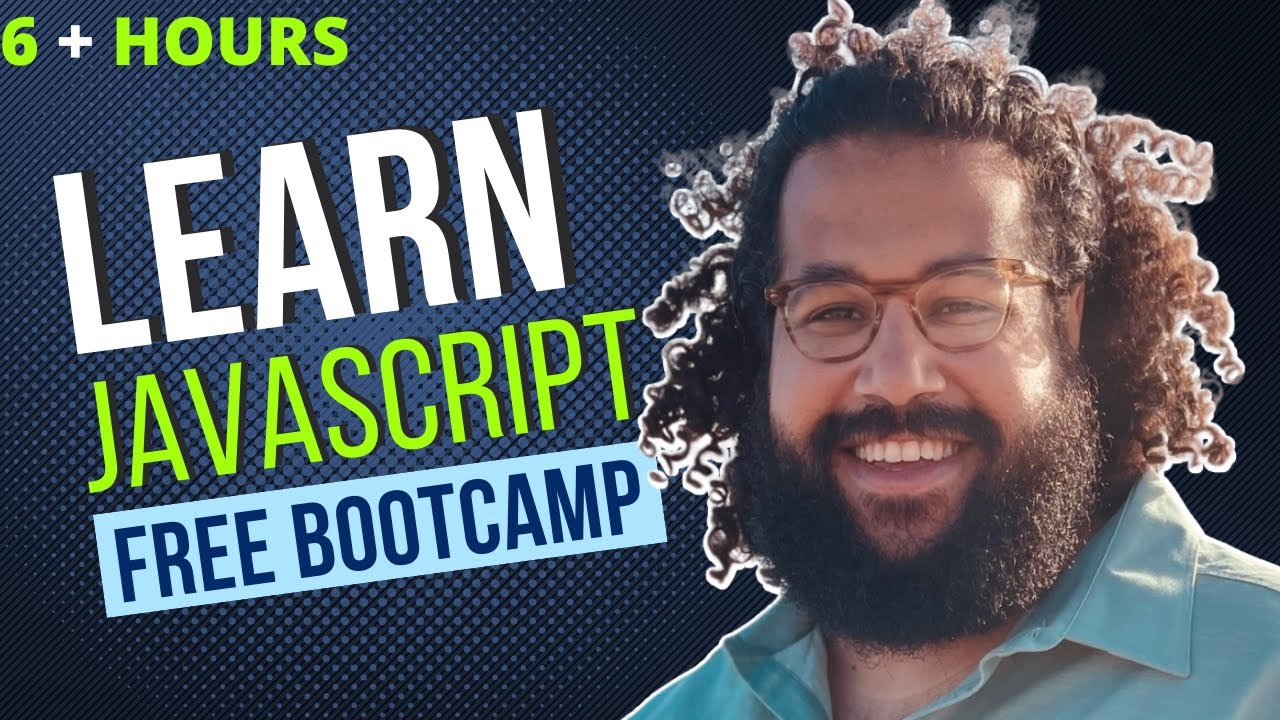 6 + HOURS
LEARN
JAVASCRIPT
FREE BOOTCAMP